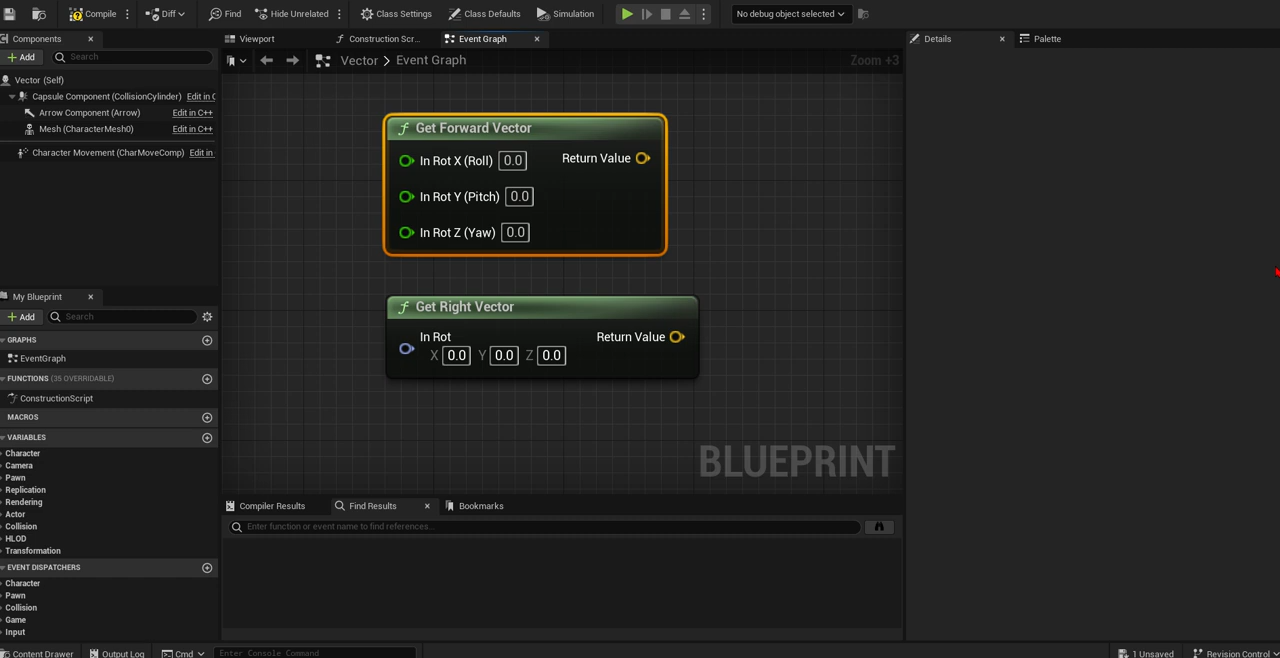 Compile Diff Find Hide Unrelated Class Settings Class Defaults Simulation No debug object selected
Components
Add Search
Vector (Self)
Capsule Component (CollisionCylinder) Edit in C
Arrow Component (Arrow) Edit in C++
Mesh (CharacterMesh0) Edit in C++
Character Movement (CharMoveComp) Edit in
My Blueprint
Add Search
GRAPHS
EventGraph
FUNCTIONS (35 OVERRIDABLE)
ConstructionScript
MACROS
VARIABLES
Character
Camera
Pawn
Replication
Rendering
Actor
Collision
HLOD
Transformation
EVENT DISPATCHERS
Character
Pawn
Collision
Game
Input
Viewport Construction Scr... Event Graph
Vector > Event Graph Zoom +3
Get Forward Vector
In Rot X (Roll) 0.0 Return Value
In Rot Y (Pitch) 0.0
In Rot Z (Yaw) 0.0
Get Right Vector
In Rot Return Value
X 0.0 Y 0.0 Z 0.0
BLUEPRINT
Compiler Results Find Results Bookmarks
Enter function or event name to find references...
Details Palette
Content Drawer Output Log Cmd Enter Console Command 1 Unsaved Revision Control